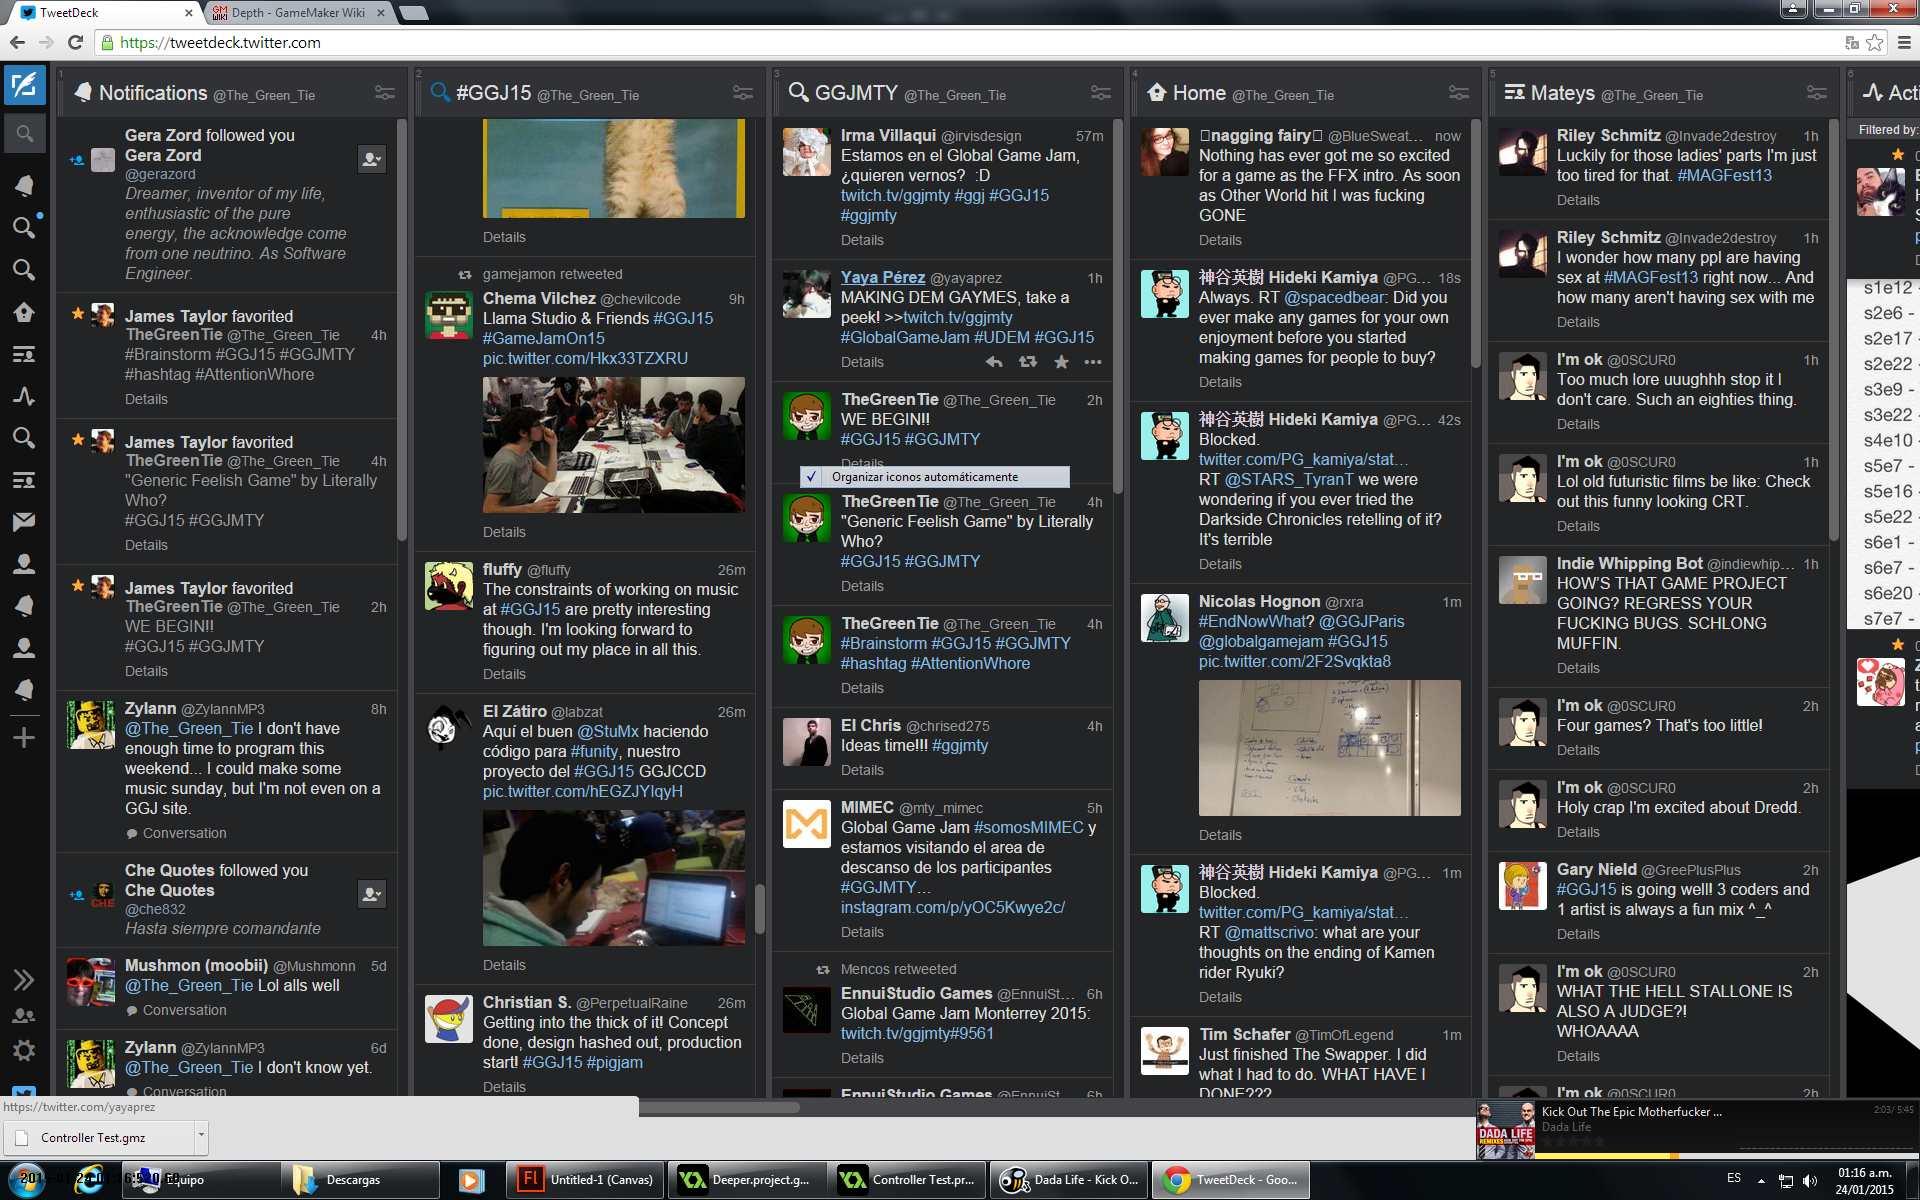 TweetDeck
Depth - GameMaker Wiki
https://tweetdeck.twitter.com
1
Notifications @The_Green_Tie
Gera Zord followed you
Gera Zord
@gerazord
Dreamer, inventor of my life,
enthusiastic of the pure
energy, the acknowledge come
from one neutrino. As Software
Engineer.
James Taylor favorited
TheGreenTie @The_Green_Tie 4h
#Brainstorm #GGJ15 #GGJMTY
#hashtag #AttentionWhore
Details
James Taylor favorited
TheGreenTie @The_Green_Tie 4h
"Generic Feelish Game" by Literally
Who?
#GGJ15 #GGJMTY
Details
James Taylor favorited
TheGreenTie @The_Green_Tie 2h
WE BEGIN!!
#GGJ15 #GGJMTY
Details
Zylann @ZylannMP3 8h
@The_Green_Tie I don't have
enough time to program this
weekend... I could make some
music sunday, but I'm not even on a
GGJ site.
Conversation
Che Quotes followed you
Che Quotes
@che832
Hasta siempre comandante
Mushmon (moobii) @Mushmonn 5d
@The_Green_Tie Lol alls well
Conversation
Zylann @ZylannMP3 6d
@The_Green_Tie I don't know yet.
Conversation
2
#GGJ15 @The_Green_Tie
Details
gamejamon retweeted
Chema Vilchez @chevilcode 9h
Llama Studio & Friends #GGJ15
#GameJamOn15
pic.twitter.com/Hkx33TZXRU
Details
fluffy @fluffy 26m
The constraints of working on music
at #GGJ15 are pretty interesting
though. I'm looking forward to
figuring out my place in all this.
Details
El Zátiro @labzat 26m
Aquí el buen @StuMx haciendo
código para #funity, nuestro
proyecto del #GGJ15 GGJCCD
pic.twitter.com/hEGZJYlqyH
Details
Christian S. @PerpetualRaine 26m
Getting into the thick of it! Concept
done, design hashed out, production
start! #GGJ15 #pigjam
Details
3
GGJMTY @The_Green_Tie
Irma Villaqui @irvisdesign 57m
Estamos en el Global Game Jam,
¿quieren vernos? :D
twitch.tv/ggjmty #ggj #GGJ15
#ggjmty
Details
Yaya Pérez @yayaprez 1h
MAKING DEM GAYMES, take a
peek! >>twitch.tv/ggjmty
#GlobalGameJam #UDEM #GGJ15
Details
TheGreenTie @The_Green_Tie 2h
WE BEGIN!!
#GGJ15 #GGJMTY
Details
✓ Organizar iconos automáticamente
TheGreenTie @The_Green_Tie 4h
"Generic Feelish Game" by Literally
Who?
#GGJ15 #GGJMTY
Details
TheGreenTie @The_Green_Tie 4h
#Brainstorm #GGJ15 #GGJMTY
#hashtag #AttentionWhore
Details
El Chris @chrised275 4h
Ideas time!!! #ggjmty
Details
MIMEC @mty_mimec 5h
Global Game Jam #somosMIMEC y
estamos visitando el area de
descanso de los participantes
#GGJMTY…
instagram.com/p/yOC5Kwye2c/
Details
Mencos retweeted
EnnuiStudio Games @EnnuiSt... 6h
Global Game Jam Monterrey 2015:
twitch.tv/ggjmty#9561
Details
EnnuiStudio Games @EnnuiSt... 6h
4
Home @The_Green_Tie
nagging fairy @BlueSweat... now
Nothing has ever got me so excited
for a game as the FFX intro. As soon
as Other World hit I was fucking
GONE
Details
神谷英樹 Hideki Kamiya @PG... 18s
Always. RT @spacedbear: Did you
ever make any games for your own
enjoyment before you started
making games for people to buy?
Details
神谷英樹 Hideki Kamiya @PG... 42s
Blocked.
twitter.com/PG_kamiya/stat…
RT @STARS_TyranT we were
wondering if you ever tried the
Darkside Chronicles retelling of it?
It's terrible
Details
Nicolas Hognon @rxra 1m
#EndNowWhat? @GGJParis
@globalgamejam #GGJ15
pic.twitter.com/2F2Svqkta8
Details
神谷英樹 Hideki Kamiya @PG... 1m
Blocked.
twitter.com/PG_kamiya/stat…
RT @mattscrivo: what are your
thoughts on the ending of Kamen
rider Ryuki?
Details
Tim Schafer @TimOfLegend 1m
Just finished The Swapper. I did
what I had to do. WHAT HAVE I
DONE???
5
Mateys @The_Green_Tie
Riley Schmitz @Invade2destroy 1h
Luckily for those ladies' parts I'm just
too tired for that. #MAGFest13
Details
Riley Schmitz @Invade2destroy 1h
I wonder how many ppl are having
sex at #MAGFest13 right now... And
how many aren't having sex with me
Details
I'm ok @0SCUR0 1h
Too much lore uuughhh stop it I
don't care. Such an eighties thing.
Details
I'm ok @0SCUR0 1h
Lol old futuristic films be like: Check
out this funny looking CRT.
Details
Indie Whipping Bot @indiewhip... 1h
HOW'S THAT GAME PROJECT
GOING? REGRESS YOUR
FUCKING BUGS. SCHLONG
MUFFIN.
Details
I'm ok @0SCUR0 2h
Four games? That's too little!
Details
I'm ok @0SCUR0 2h
Holy crap I'm excited about Dredd.
Details
Gary Nield @GreePlusPlus 2h
#GGJ15 is going well! 3 coders and
1 artist is always a fun mix ^_^
Details
I'm ok @0SCUR0 2h
WHAT THE HELL STALLONE IS
ALSO A JUDGE?!
WHOAAAA
Details
I'm ok @0SCUR0 2h
6
Acti
Filtered by:
s1e12 -
s2e6 -
s2e17 -
s2e22 -
s3e9 -
s3e22 -
s4e10 -
s5e7 -
s5e16 -
s5e22 -
s6e1 -
s6e7 -
s6e20 -
s7e7 -
https://twitter.com/yayaprez
Controller Test.gmz
DADA LIFE
Kick Out The Epic Motherfucker ...
Dada Life
2:03/ 5:45
Equipo
Descargas
Fl Untitled-1 (Canvas)
Deeper.project.g...
Controller Test.pr...
Dada Life - Kick O...
TweetDeck - Goo...
ES
01:16 a.m.
24/01/2015